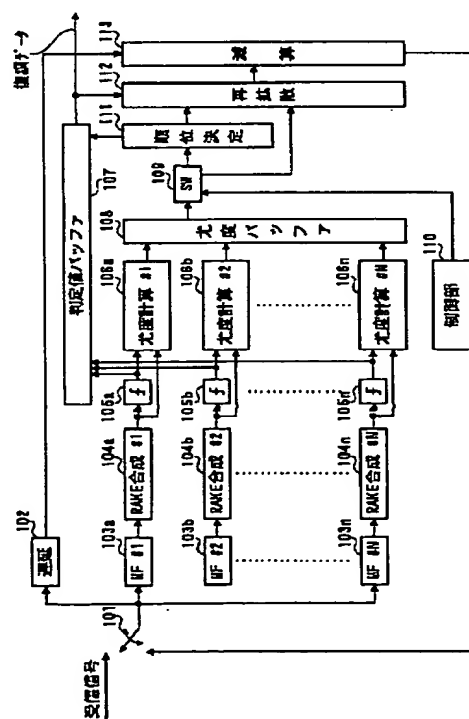 受信信号
101
102
遅延
103a
MF #1
103b
MF #2
103n
MF #N
104a
RAKE合成 #1
104b
RAKE合成 #2
104n
RAKE合成 #N
105a
105b
105n
106a
尤度計算 #1
106b
尤度計算 #2
106n
尤度計算 #N
107
判定値バッファ
108
尤度バッファ
109
SW
110
制御部
111
順位決定
112
再拡散
113
減算
復調データ